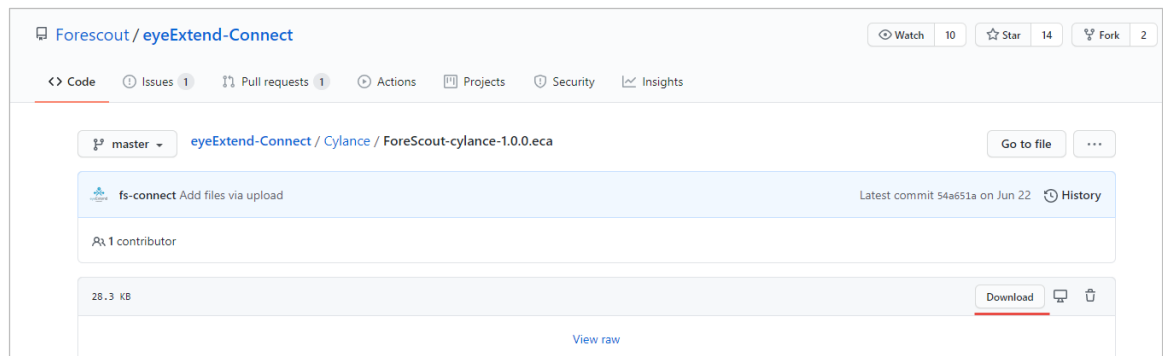 Forescout / eyeExtend-Connect
Watch 10 Star 14 Fork 2
<> Code Issues 1 Pull requests 1 Actions Projects Security Insights
master eyeExtend-Connect / Cylance / ForeScout-cylance-1.0.0.eca Go to file ...
fs-connect Add files via upload Latest commit 54a651a on Jun 22 History
1 contributor
28.3 KB Download
View raw